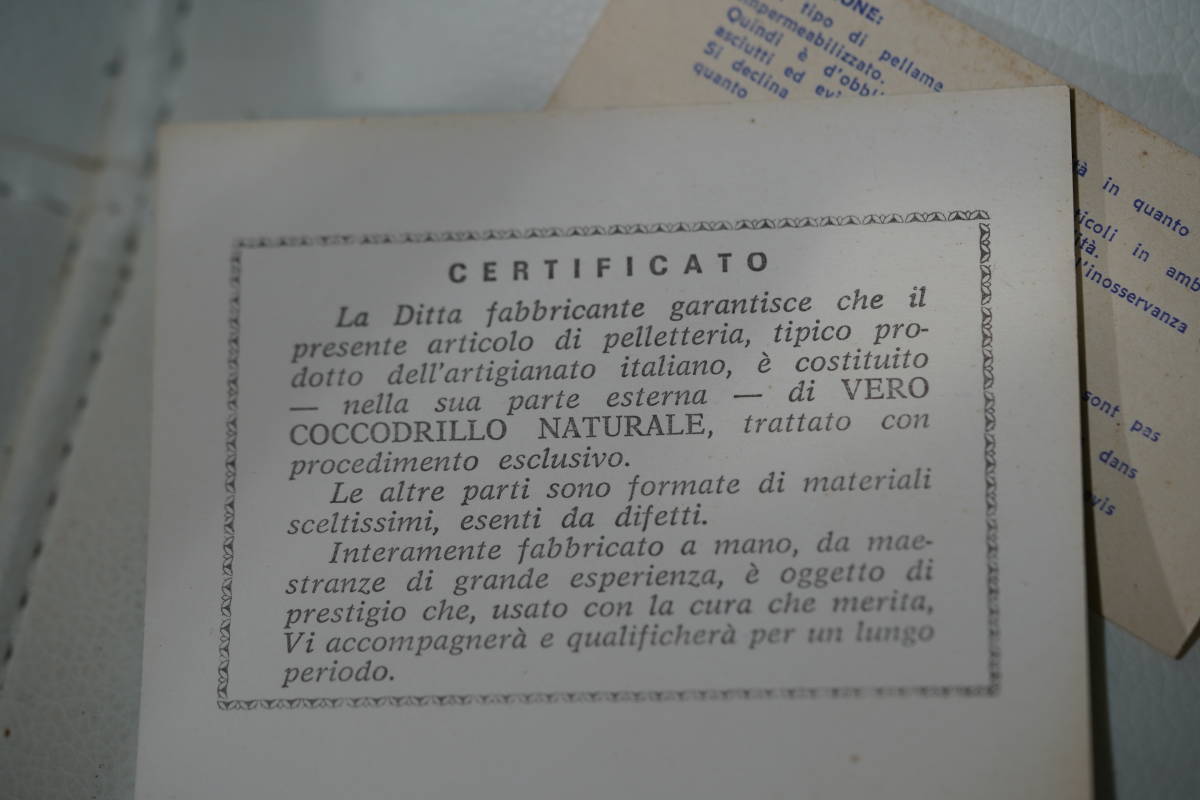 ONE:
tipo di pellame
impermeabilizzato.
Quindi è d'obbli
asciutti ed
Si declina
quanto
in quanto
in amb
l'inosservanza
sont pas
dans
CERTIFICATO
La Ditta fabbricante garantisce che il
presente articolo di pelletteria, tipico pro-
dotto dell'artigianato italiano, è costituito
— nella sua parte esterna — di VERO
COCCODRILLO NATURALE, trattato con
procedimento esclusivo.
Le altre parti sono formate di materiali
sceltissimi, esenti da difetti.
Interamente fabbricato a mano, da mae-
stranze di grande esperienza, è oggetto di
prestigio che, usato con la cura che merita,
Vi accompagnerà e qualificherà per un lungo
periodo.